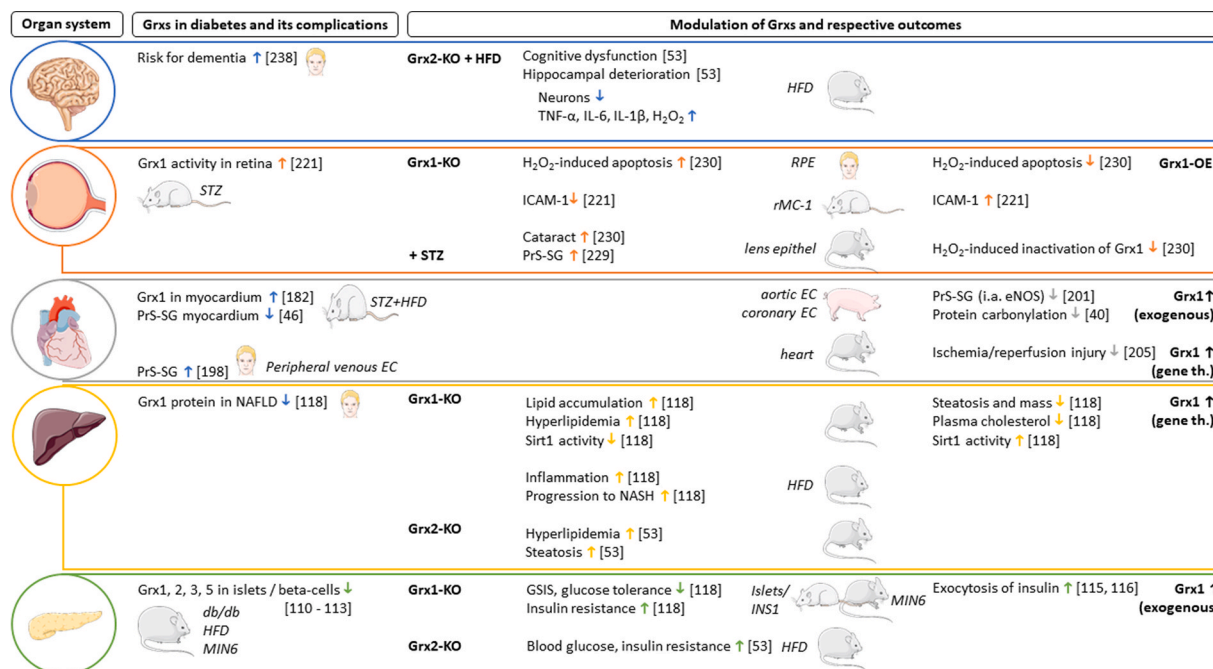 Organ system
Grxs in diabetes and its complications
Modulation of Grxs and respective outcomes
Risk for dementia ↑ [238]
Grx2-KO + HFD
Cognitive dysfunction [53]
Hippocampal deterioration [53]
Neurons ↓
TNF-α, IL-6, IL-1β, H₂O₂ ↑
HFD
Grx1 activity in retina ↑ [221]
STZ
Grx1-KO
H₂O₂-induced apoptosis ↑ [230]
RPE
H₂O₂-induced apoptosis ↓ [230]
Grx1-OE
ICAM-1↓ [221]
rMC-1
ICAM-1 ↑ [221]
+ STZ
Cataract ↑ [230]
PrS-SG ↑ [229]
lens epithel
H₂O₂-induced inactivation of Grx1 ↓ [230]
Grx1 in myocardium ↑ [182]
PrS-SG myocardium ↓ [46]
STZ+HFD
aortic EC
coronary EC
PrS-SG (i.a. eNOS) ↓ [201]
Protein carbonylation ↓ [40]
Grx1↑
(exogenous)
PrS-SG ↑ [198]
Peripheral venous EC
heart
Ischemia/reperfusion injury ↓ [205]
Grx1 ↑
(gene th.)
Grx1 protein in NAFLD ↓ [118]
Grx1-KO
Lipid accumulation ↑ [118]
Hyperlipidemia ↑ [118]
Sirt1 activity ↓ [118]
Steatosis and mass ↓ [118]
Plasma cholesterol ↓ [118]
Sirt1 activity ↑ [118]
Grx1 ↑
(gene th.)
Inflammation ↑ [118]
Progression to NASH ↑ [118]
HFD
Grx2-KO
Hyperlipidemia ↑ [53]
Steatosis ↑ [53]
Grx1, 2, 3, 5 in islets / beta-cells ↓
[110 - 113]
db/db
HFD
MIN6
Grx1-KO
GSIS, glucose tolerance ↓ [118]
Insulin resistance ↑ [118]
Islets/
INS1
MIN6
Exocytosis of insulin ↑ [115, 116]
Grx1 ↑
(exogenous)
Grx2-KO
Blood glucose, insulin resistance ↑ [53]
HFD